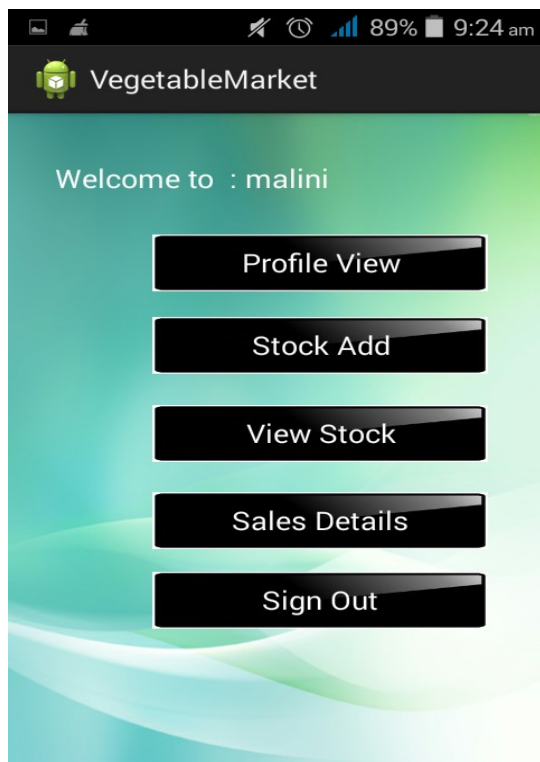 89% 9:24 am
VegetableMarket
Welcome to : malini
Profile View
Stock Add
View Stock
Sales Details
Sign Out